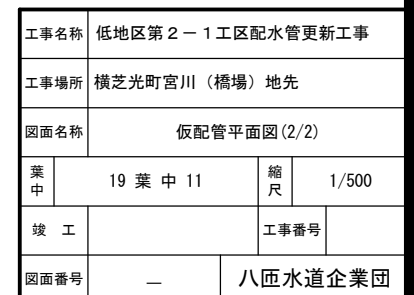 工事名称 低地区第２－１工区配水管更新工事
工事場所 横芝光町宮川（橋場）地先
図面名称 仮配管平面図(2/2)
葉中 19 葉 中 11 縮尺 1/500
竣 工 工事番号
図面番号 － 八匝水道企業団